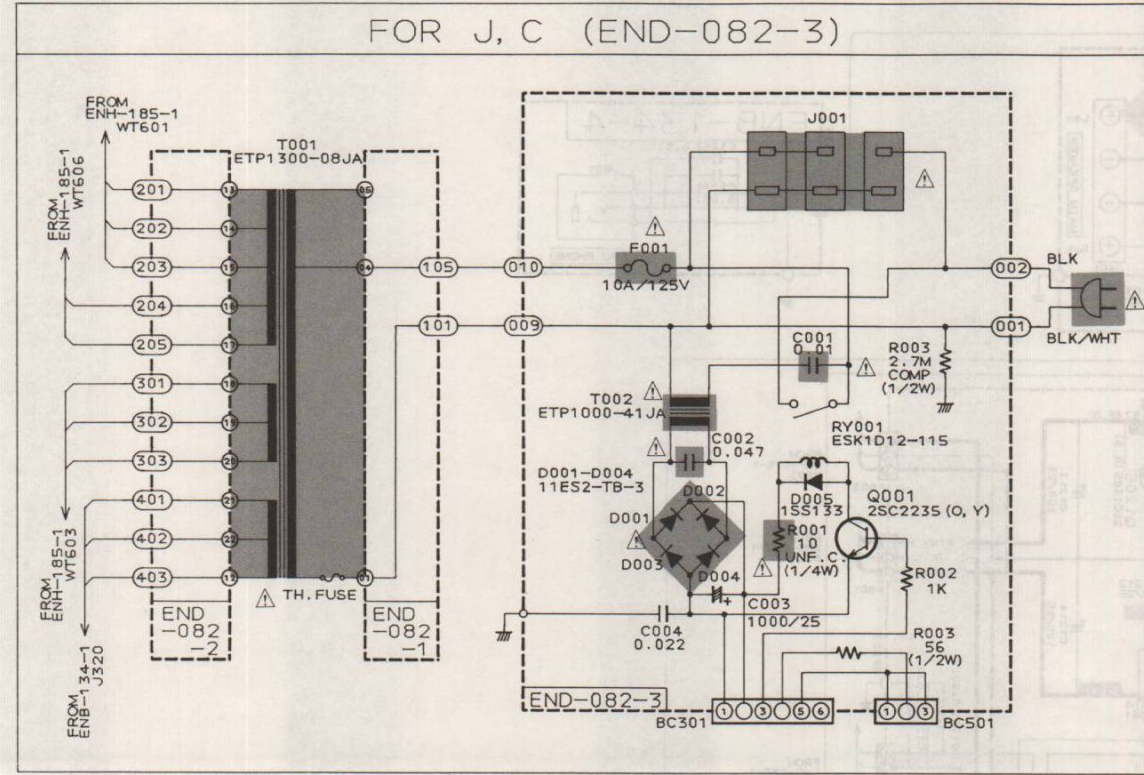 FOR J, C (END-082-3)
FROM
ENH-185-1
WT601
FROM
ENH-185-1
WT606
T001
ETP1300-08JA
201
202
203
204
205
301
302
303
401
402
403
13
14
15
16
17
18
19
20
21
22
12
05
04
01
105
101
TH.FUSE
END
-082
-2
END
-082
-1
FROM
ENH-185-1
WT603
FROM
ENB-134-1
J320
J001
F001
10A/125V
010
009
002
001
BLK
BLK/WHT
C001
0.01
R003
2.7M
COMP
(1/2W)
T002
ETP1000-41JA
RY001
ESK1D12-115
C002
0.047
D001-D004
11ES2-TB-3
D002
D001
D003
D004
D005
1SS133
Q001
2SC2235 (O, Y)
R001
10
UNF.C.
(1/4W)
R002
1K
C003
1000/25
C004
0.022
R003
56
(1/2W)
END-082-3
BC301
1
3
5
6
1
3
BC501